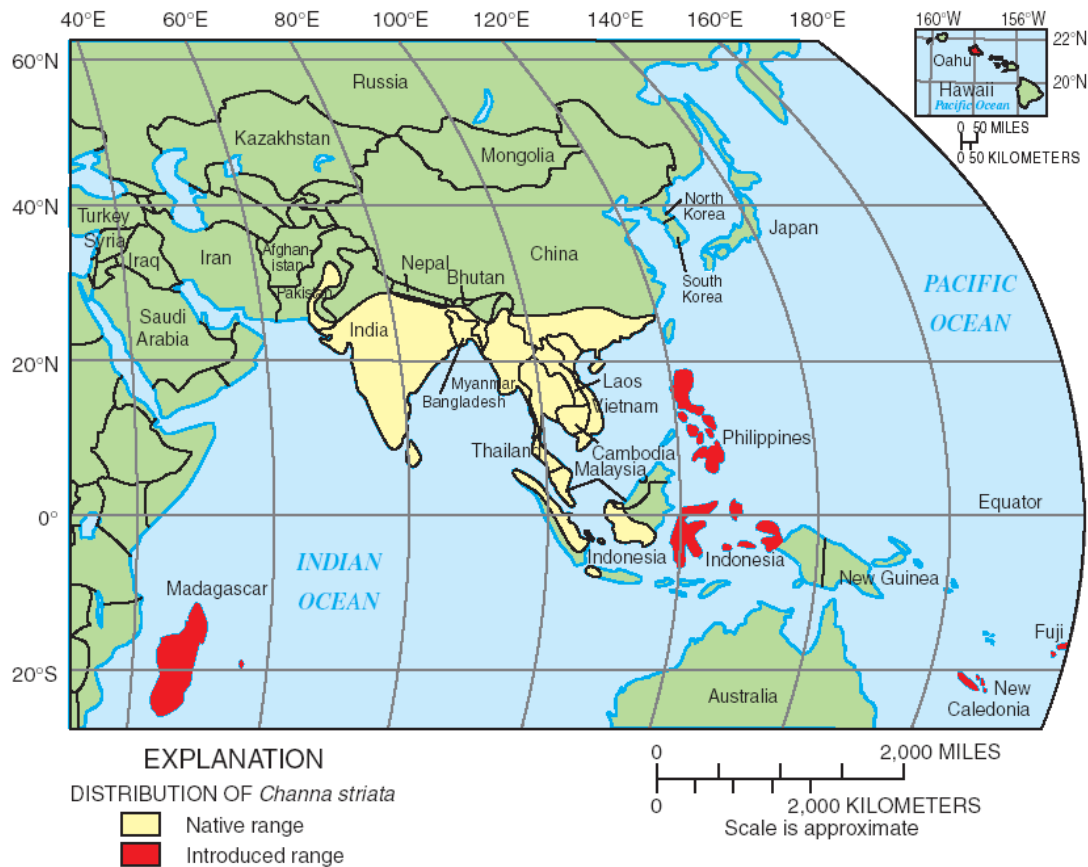 40°E 60°E 80°E 100°E 120°E 140°E 160°E 180°E
160°W 156°W
22°N
20°N
Oahu
Hawaii
Pacific Ocean
0 50 MILES
0 50 KILOMETERS
60°N
40°N
20°N
0°
20°S
Russia
Kazakhstan
Mongolia
North
Korea
Japan
South
Korea
China
Turkey
Syria
Iraq
Iran
Afghan-
istan
Pakistan
Nepal
Bhutan
India
Saudi
Arabia
Myanmar
Bangladesh
Laos
Vietnam
Thailand
Cambodia
Malaysia
Philippines
PACIFIC
OCEAN
Equator
Indonesia
Indonesia
New Guinea
INDIAN
OCEAN
Madagascar
Fuji
New
Caledonia
Australia
EXPLANATION
DISTRIBUTION OF Channa striata
Native range
Introduced range
0 2,000 MILES
0 2,000 KILOMETERS
Scale is approximate